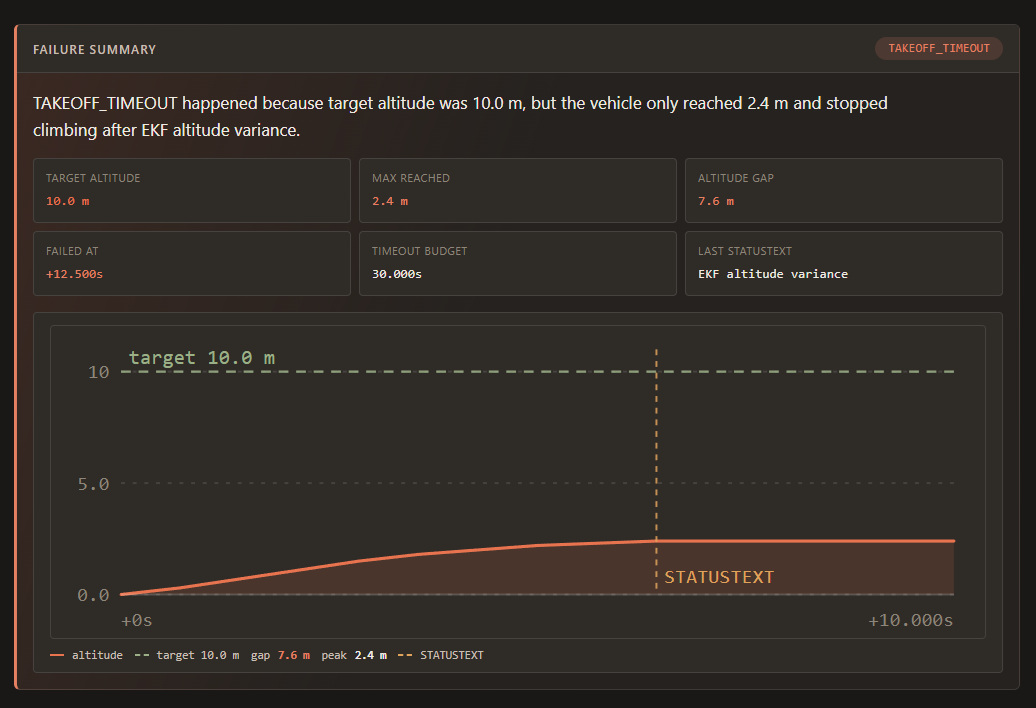 FAILURE SUMMARY
TAKEOFF_TIMEOUT
TAKEOFF_TIMEOUT happened because target altitude was 10.0 m, but the vehicle only reached 2.4 m and stopped
climbing after EKF altitude variance.
TARGET ALTITUDE
10.0 m
MAX REACHED
2.4 m
ALTITUDE GAP
7.6 m
FAILED AT
+12.500s
TIMEOUT BUDGET
30.000s
LAST STATUSTEXT
EKF altitude variance
target 10.0 m
10
5.0
0.0
STATUSTEXT
+0s
+10.000s
altitude target 10.0 m gap 7.6 m peak 2.4 m STATUSTEXT